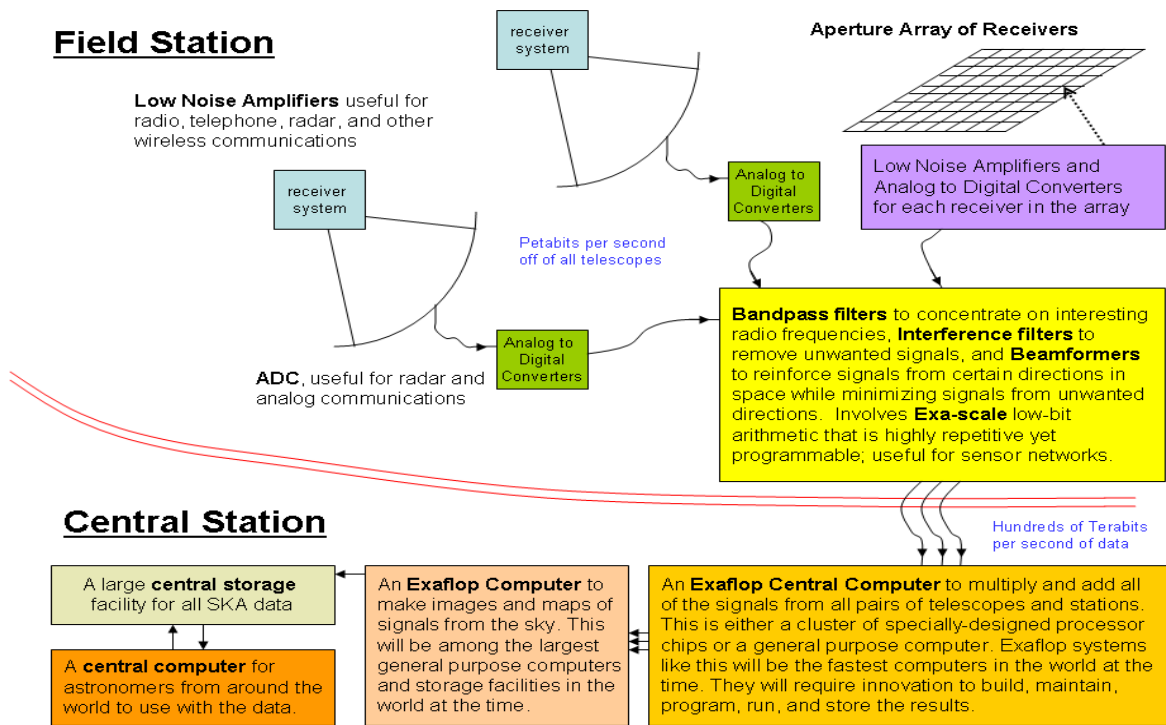 Field Station
receiver
system
Aperture Array of Receivers
Low Noise Amplifiers useful for
radio, telephone, radar, and other
wireless communications
Analog to
Digital
Converters
Low Noise Amplifiers and
Analog to Digital Converters
for each receiver in the array
receiver
system
Petabits per second
off of all telescopes
Analog to
Digital
Converters
ADC, useful for radar and
analog communications
Bandpass filters to concentrate on interesting
radio frequencies, Interference filters to
remove unwanted signals, and Beamformers
to reinforce signals from certain directions in
space while minimizing signals from unwanted
directions. Involves Exa-scale low-bit
arithmetic that is highly repetitive yet
programmable; useful for sensor networks.
Central Station
Hundreds of Terabits
per second of data
A large central storage
facility for all SKA data
A central computer for
astronomers from around the
world to use with the data.
An Exaflop Computer to
make images and maps of
signals from the sky. This
will be among the largest
general purpose computers
and storage facilities in the
world at the time.
An Exaflop Central Computer to multiply and add all
of the signals from all pairs of telescopes and stations.
This is either a cluster of specially-designed processor
chips or a general purpose computer. Exaflop systems
like this will be the fastest computers in the world at the
time. They will require innovation to build, maintain,
program, run, and store the results.